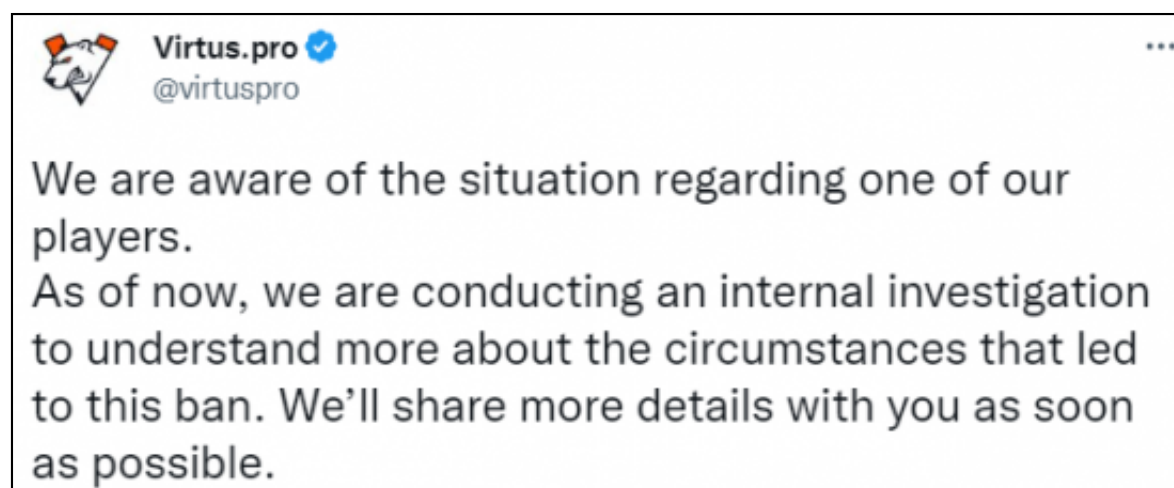 Virtus.pro
@virtuspro
We are aware of the situation regarding one of our
players.
As of now, we are conducting an internal investigation
to understand more about the circumstances that led
to this ban. We’ll share more details with you as soon
as possible.